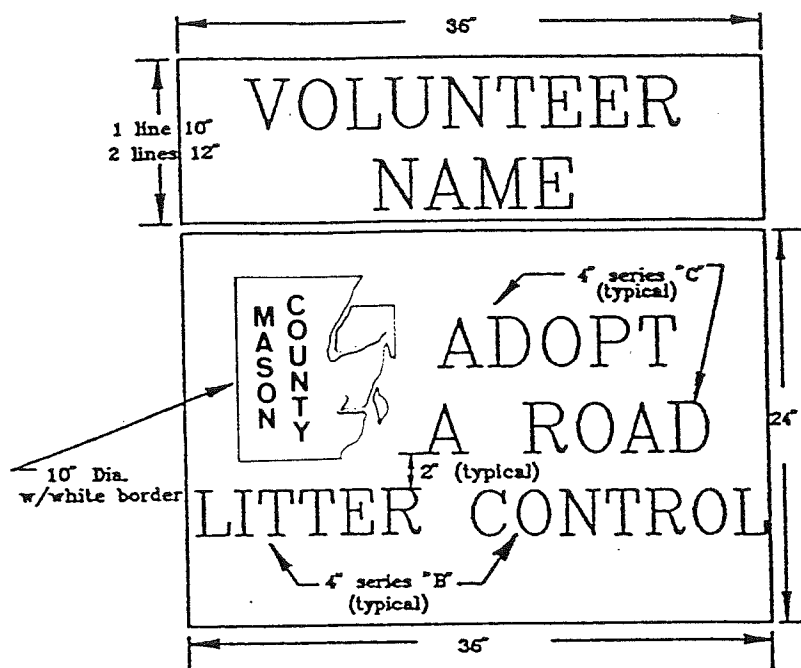 36"
VOLUNTEER
NAME
1 line 10"
2 lines 12"
4" series "C"
(typical)
MASON
COUNTY
ADOPT
A ROAD
24"
2" (typical)
10" Dia.
w/white border
LITTER CONTROL
4" series "B"
(typical)
36"